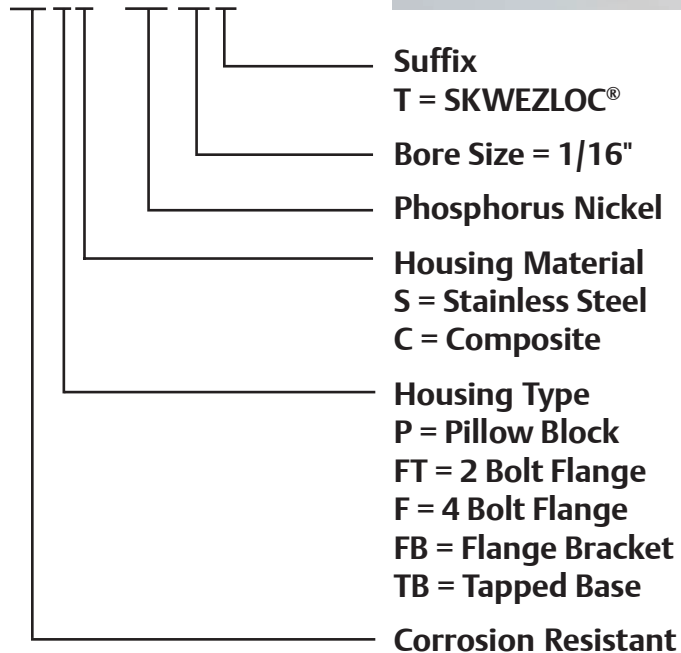 Suffix
T = SKWEZLOC®
Bore Size = 1/16"
Phosphorus Nickel
Housing Material
S = Stainless Steel
C = Composite
Housing Type
P = Pillow Block
FT = 2 Bolt Flange
F = 4 Bolt Flange
FB = Flange Bracket
TB = Tapped Base
Corrosion Resistant